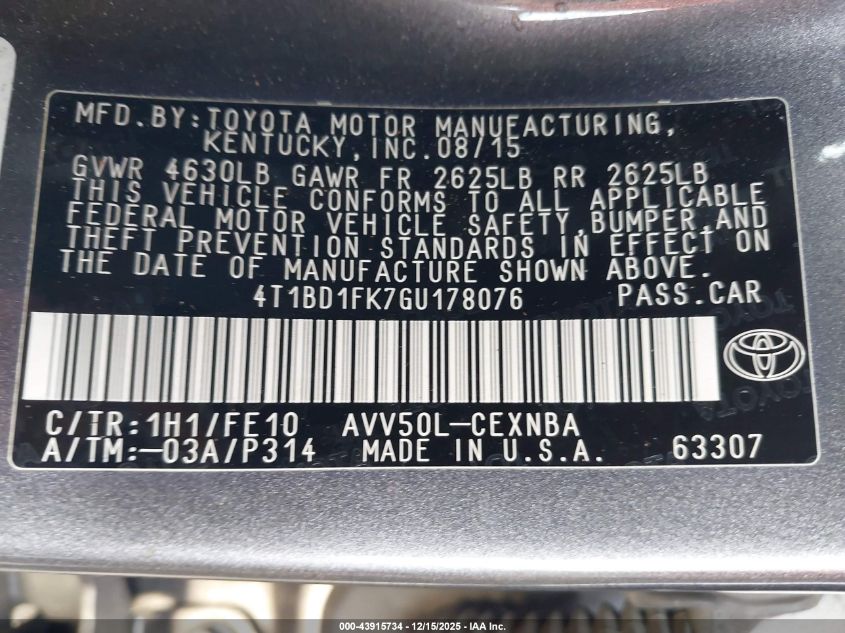 MFD.BY:TOYOTA MOTOR MANUFACTURING,
KENTUCKY,INC.08/15
GVWR 4630LB GAWR FR 2625LB RR 2625LB
THIS VEHICLE CONFORMS TO ALL APPLICABLE
FEDERAL MOTOR VEHICLE SAFETY,BUMPER,AND
THEFT PREVENTION STANDARDS IN EFFECT ON
THE DATE OF MANUFACTURE SHOWN ABOVE.
4T1BD1FK7GU178076 PASS.CAR
C/TR:1H1/FE10 AVV50L-CEXNBA
A/TM:-03A/P314 MADE IN U.S.A. 63307
000-43915734 - 12/15/2025 - IAA Inc.